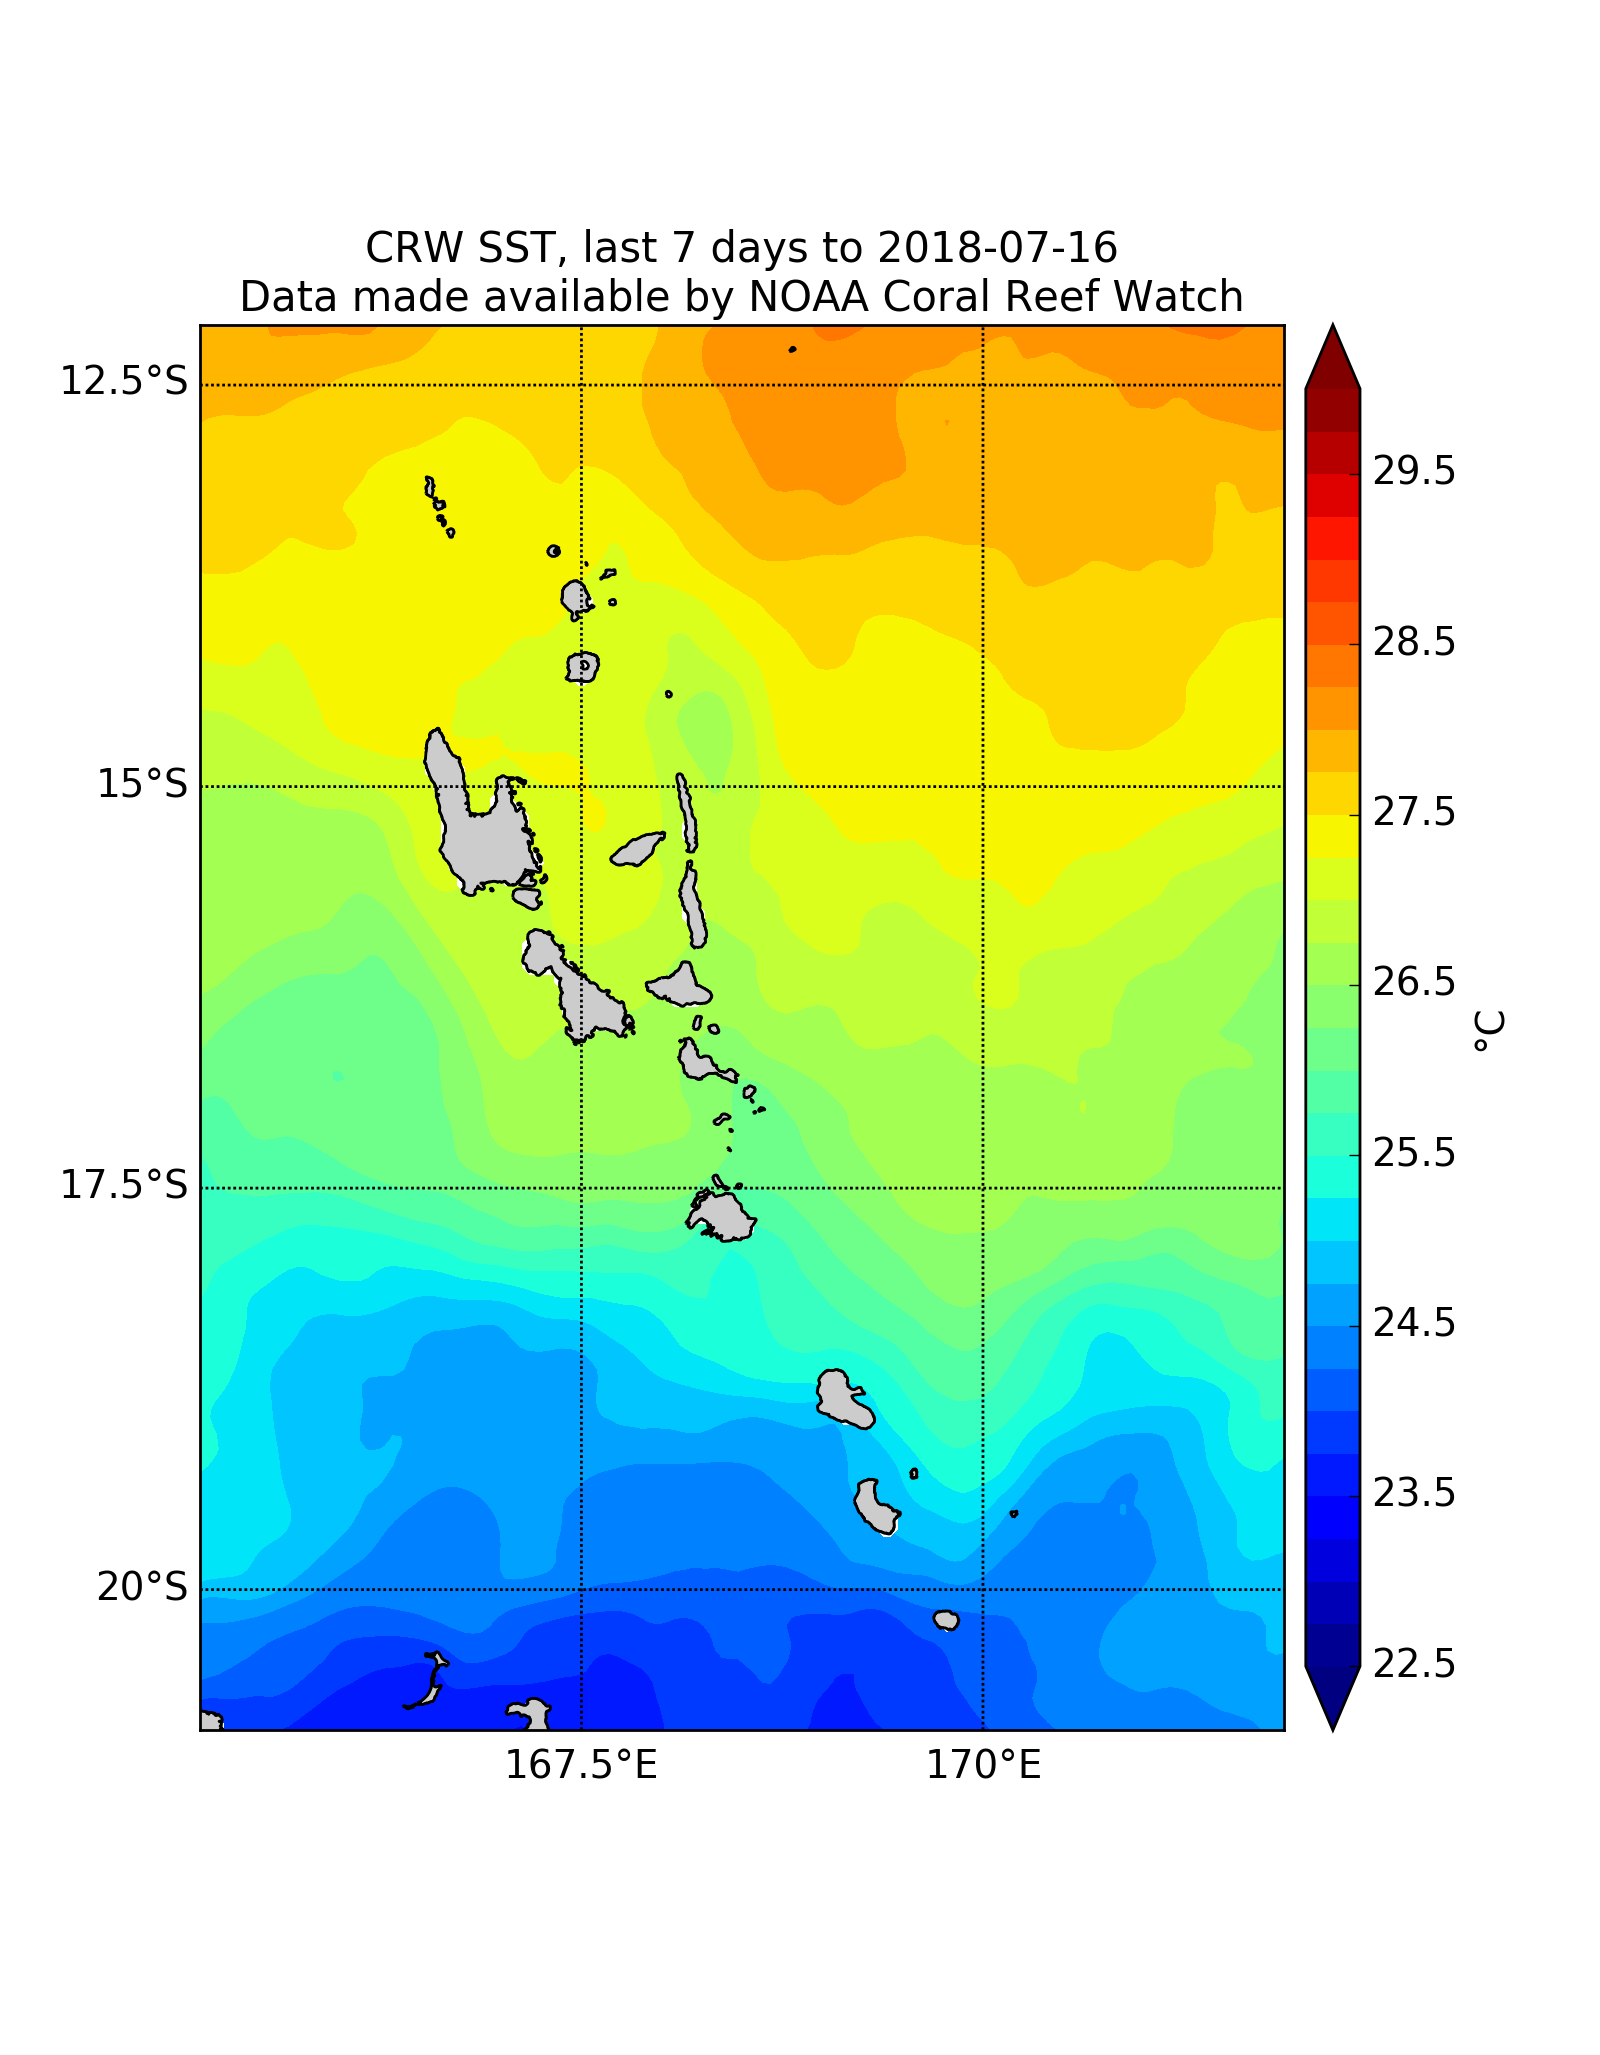 CRW SST, last 7 days to 2018-07-16
Data made available by NOAA Coral Reef Watch
12.5°S
15°S
17.5°S
20°S
167.5°E
170°E
29.5
28.5
27.5
26.5
25.5
24.5
23.5
22.5
°C